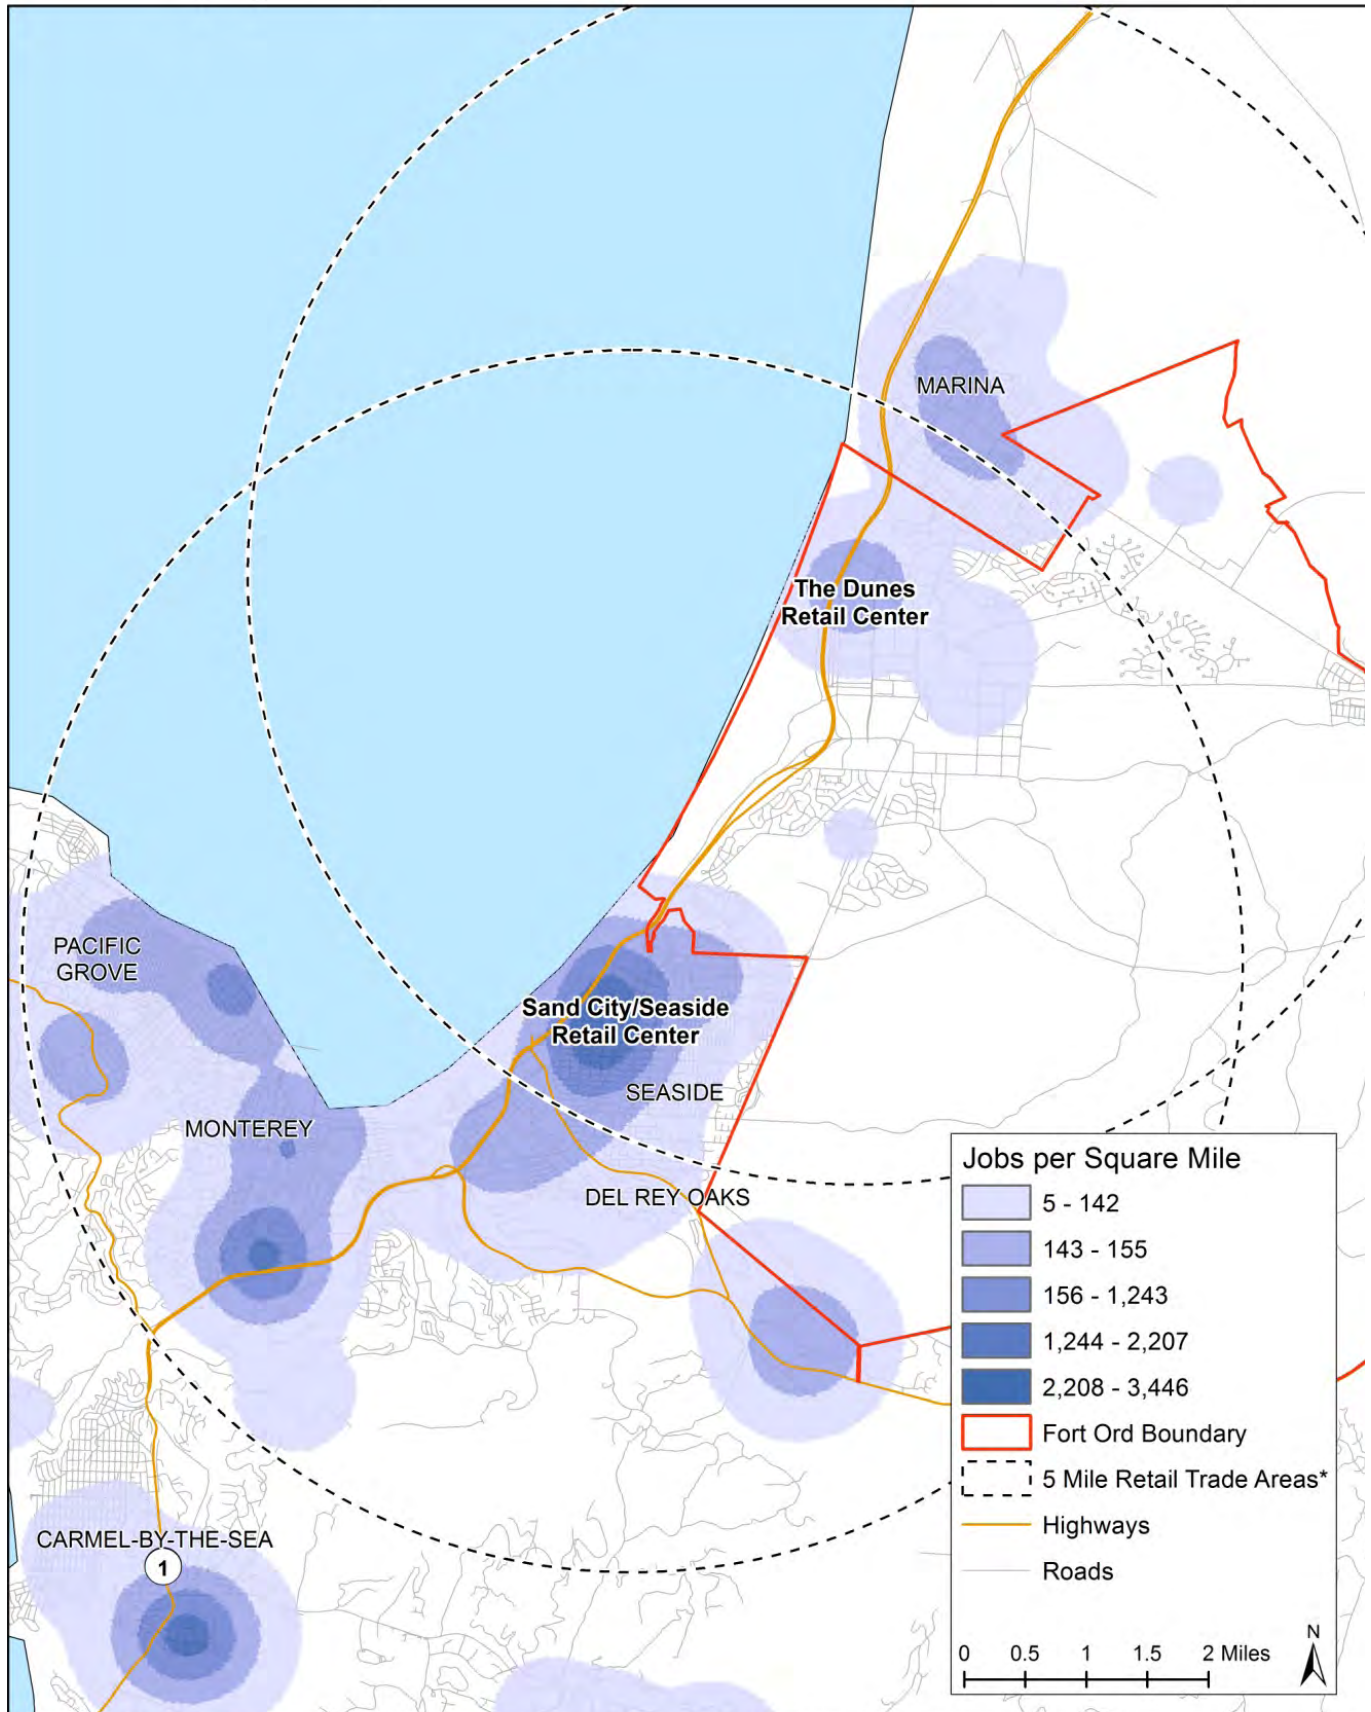 MARINA
The Dunes
Retail Center
PACIFIC
GROVE
Sand City/Seaside
Retail Center
SEASIDE
MONTEREY
DEL REY OAKS
CARMEL-BY-THE-SEA
1
Jobs per Square Mile
5 - 142
143 - 155
156 - 1,243
1,244 - 2,207
2,208 - 3,446
Fort Ord Boundary
5 Mile Retail Trade Areas*
Highways
Roads
0 0.5 1 1.5 2 Miles
N